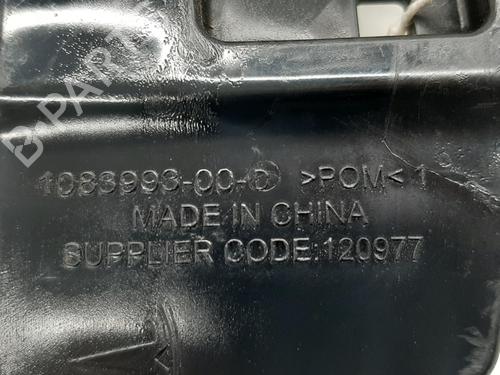 B-PARTS
1083993-00-D >POM< 1
MADE IN CHINA
SUPPLIER CODE:120977